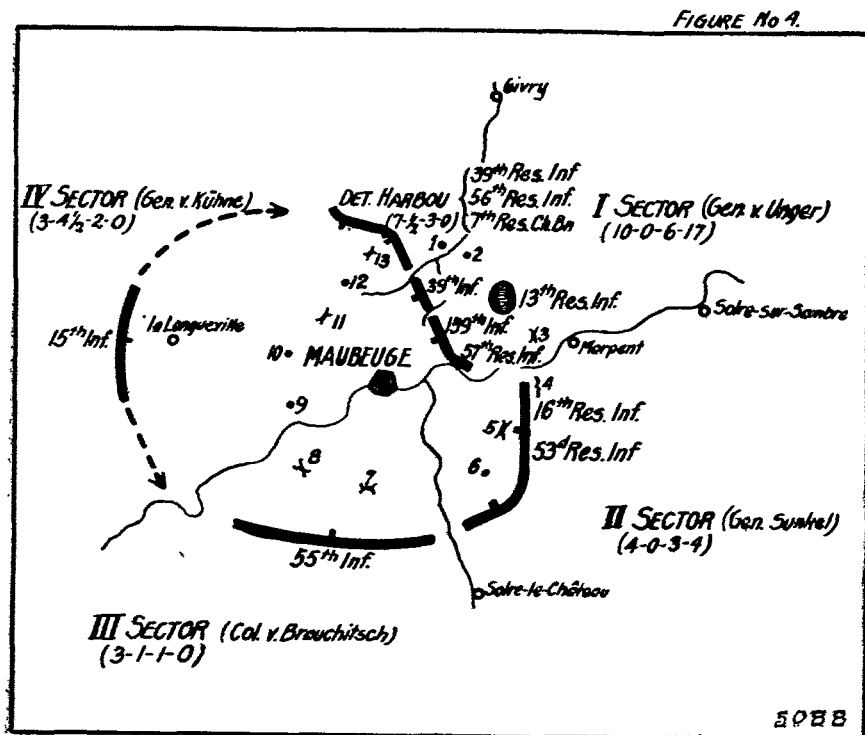 FIGURE No 4.
Givry
IV SECTOR (Gen. v. Kühne)
(3-4½-2-0)
DET. HARBOU
(7-½-3-0)
39th Res. Inf
56th Res. Inf.
7th Res. Ch. Bn
I SECTOR (Gen. v. Unger)
(10-0-6-17)
1
2
13
12
39th Inf.
13th Res. Inf.
Solre-sur-Sambre
11
139th Inf
3
Marpent
15th Inf.
la Longueville
10
MAUBEUGE
57th Res. Inf.
4
9
16th Res. Inf
5
53d Res. Inf
8
7
6
55th Inf.
II SECTOR (Gen. Sunkel)
(4-0-3-4)
Solre-le-Château
III SECTOR (Col. v. Brauchitsch)
(3-1-1-0)
5088